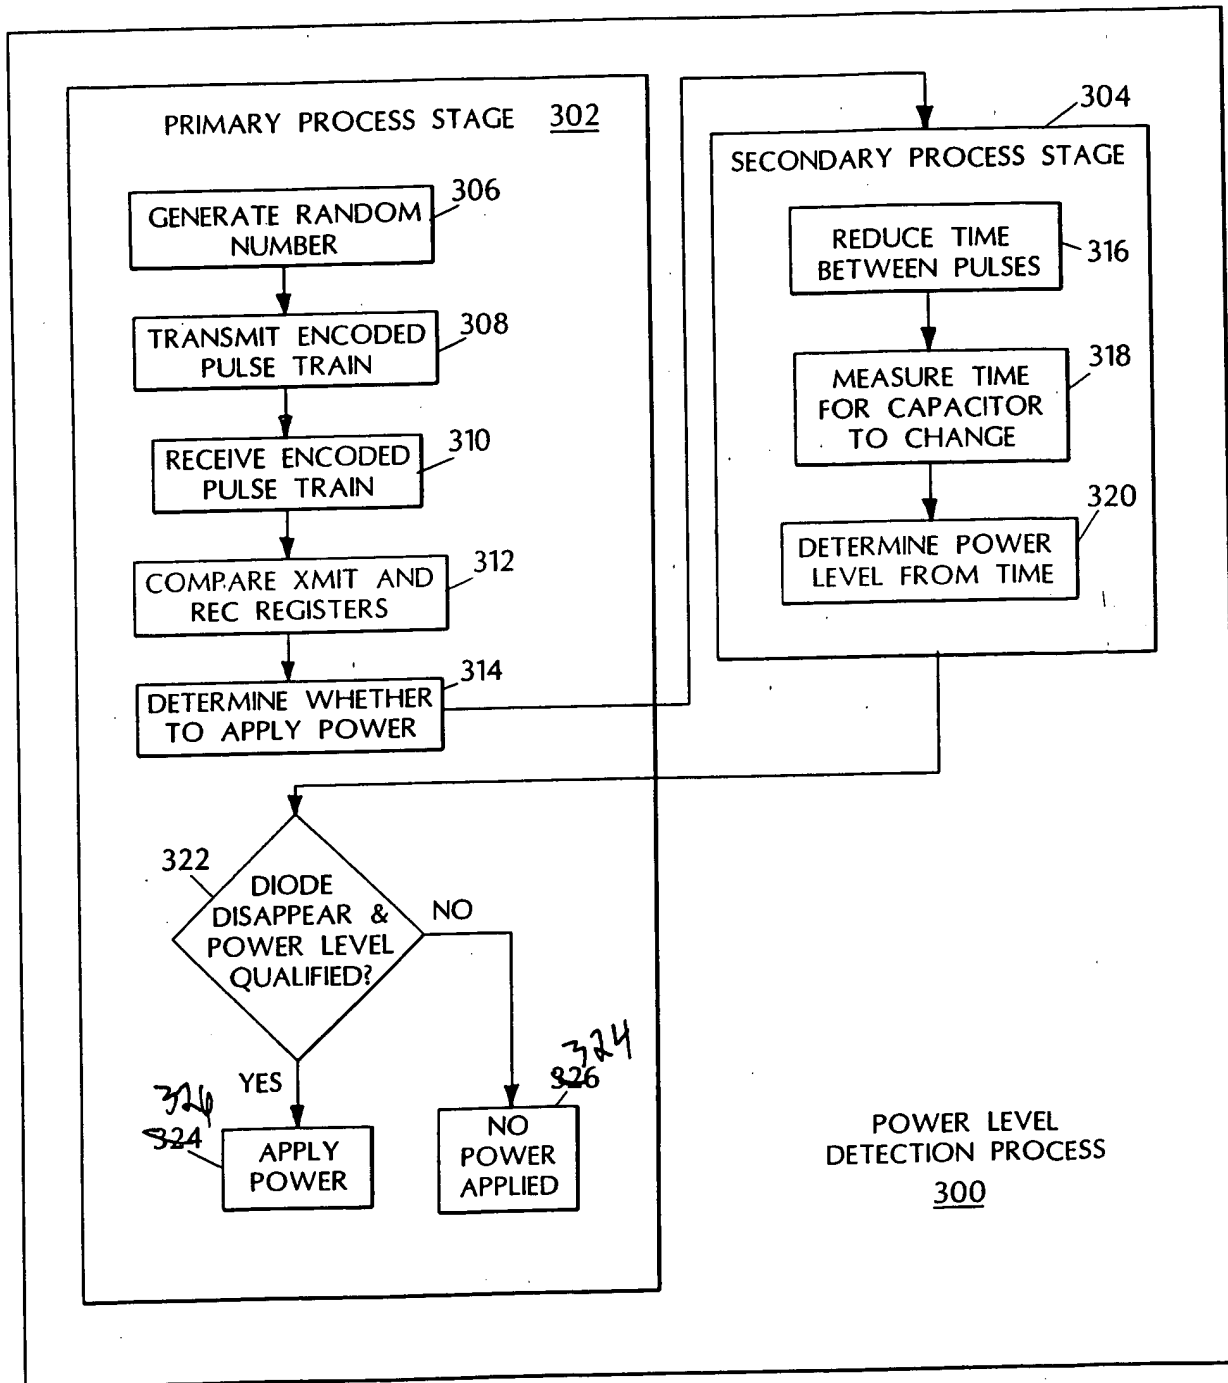 PRIMARY PROCESS STAGE 302
306
GENERATE RANDOM
NUMBER
308
TRANSMIT ENCODED
PULSE TRAIN
310
RECEIVE ENCODED
PULSE TRAIN
312
COMPARE XMIT AND
REC REGISTERS
314
DETERMINE WHETHER
TO APPLY POWER
304
SECONDARY PROCESS STAGE
REDUCE TIME
BETWEEN PULSES
316
MEASURE TIME
FOR CAPACITOR
TO CHANGE
318
320
DETERMINE POWER
LEVEL FROM TIME
322
DIODE
DISAPPEAR &
POWER LEVEL
QUALIFIED?
NO
YES
326
324
APPLY
POWER
324
326
NO
POWER
APPLIED
POWER LEVEL
DETECTION PROCESS
300